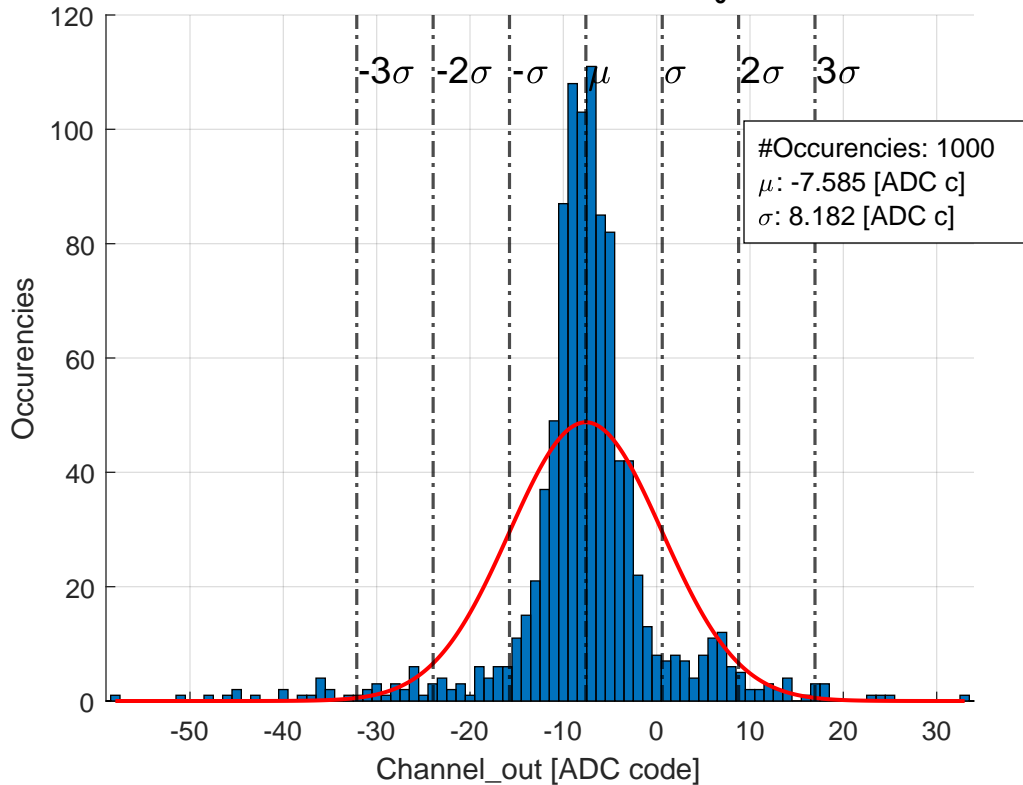 120
-3σ -2σ -σ μ σ 2σ 3σ
100
#Occurencies: 1000
μ: -7.585 [ADC c]
σ: 8.182 [ADC c]
80
Occurencies
60
40
20
0
-50 -40 -30 -20 -10 0 10 20 30
Channel_out [ADC code]